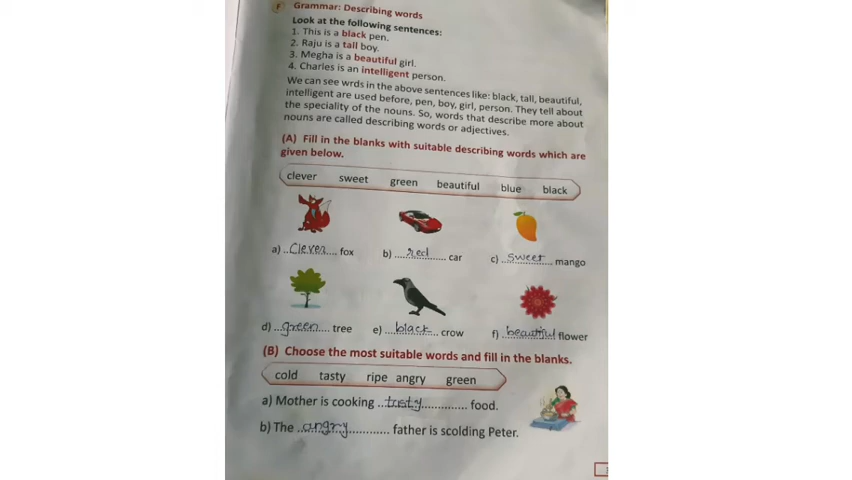 F Grammar: Describing words
Look at the following sentences:
1. This is a black pen.
2. Raju is a tall boy.
3. Megha is a beautiful girl.
4. Charles is an intelligent person.
We can see wrds in the above sentences like: black, tall, beautiful,
intelligent are used before, pen, boy, girl, person. They tell about
the speciality of the nouns. So, words that describe more about
nouns are called describing words or adjectives.
(A) Fill in the blanks with suitable describing words which are
given below.
clever sweet green beautiful blue black
a) ..Clever.... fox b) ....red...... car c) ..sweet.... mango
d) ..green.... tree e) ...black... crow f) ..beautiful flower
(B) Choose the most suitable words and fill in the blanks.
cold tasty ripe angry green
a) Mother is cooking ...tasty............. food.
b) The ..angry............ father is scolding Peter.